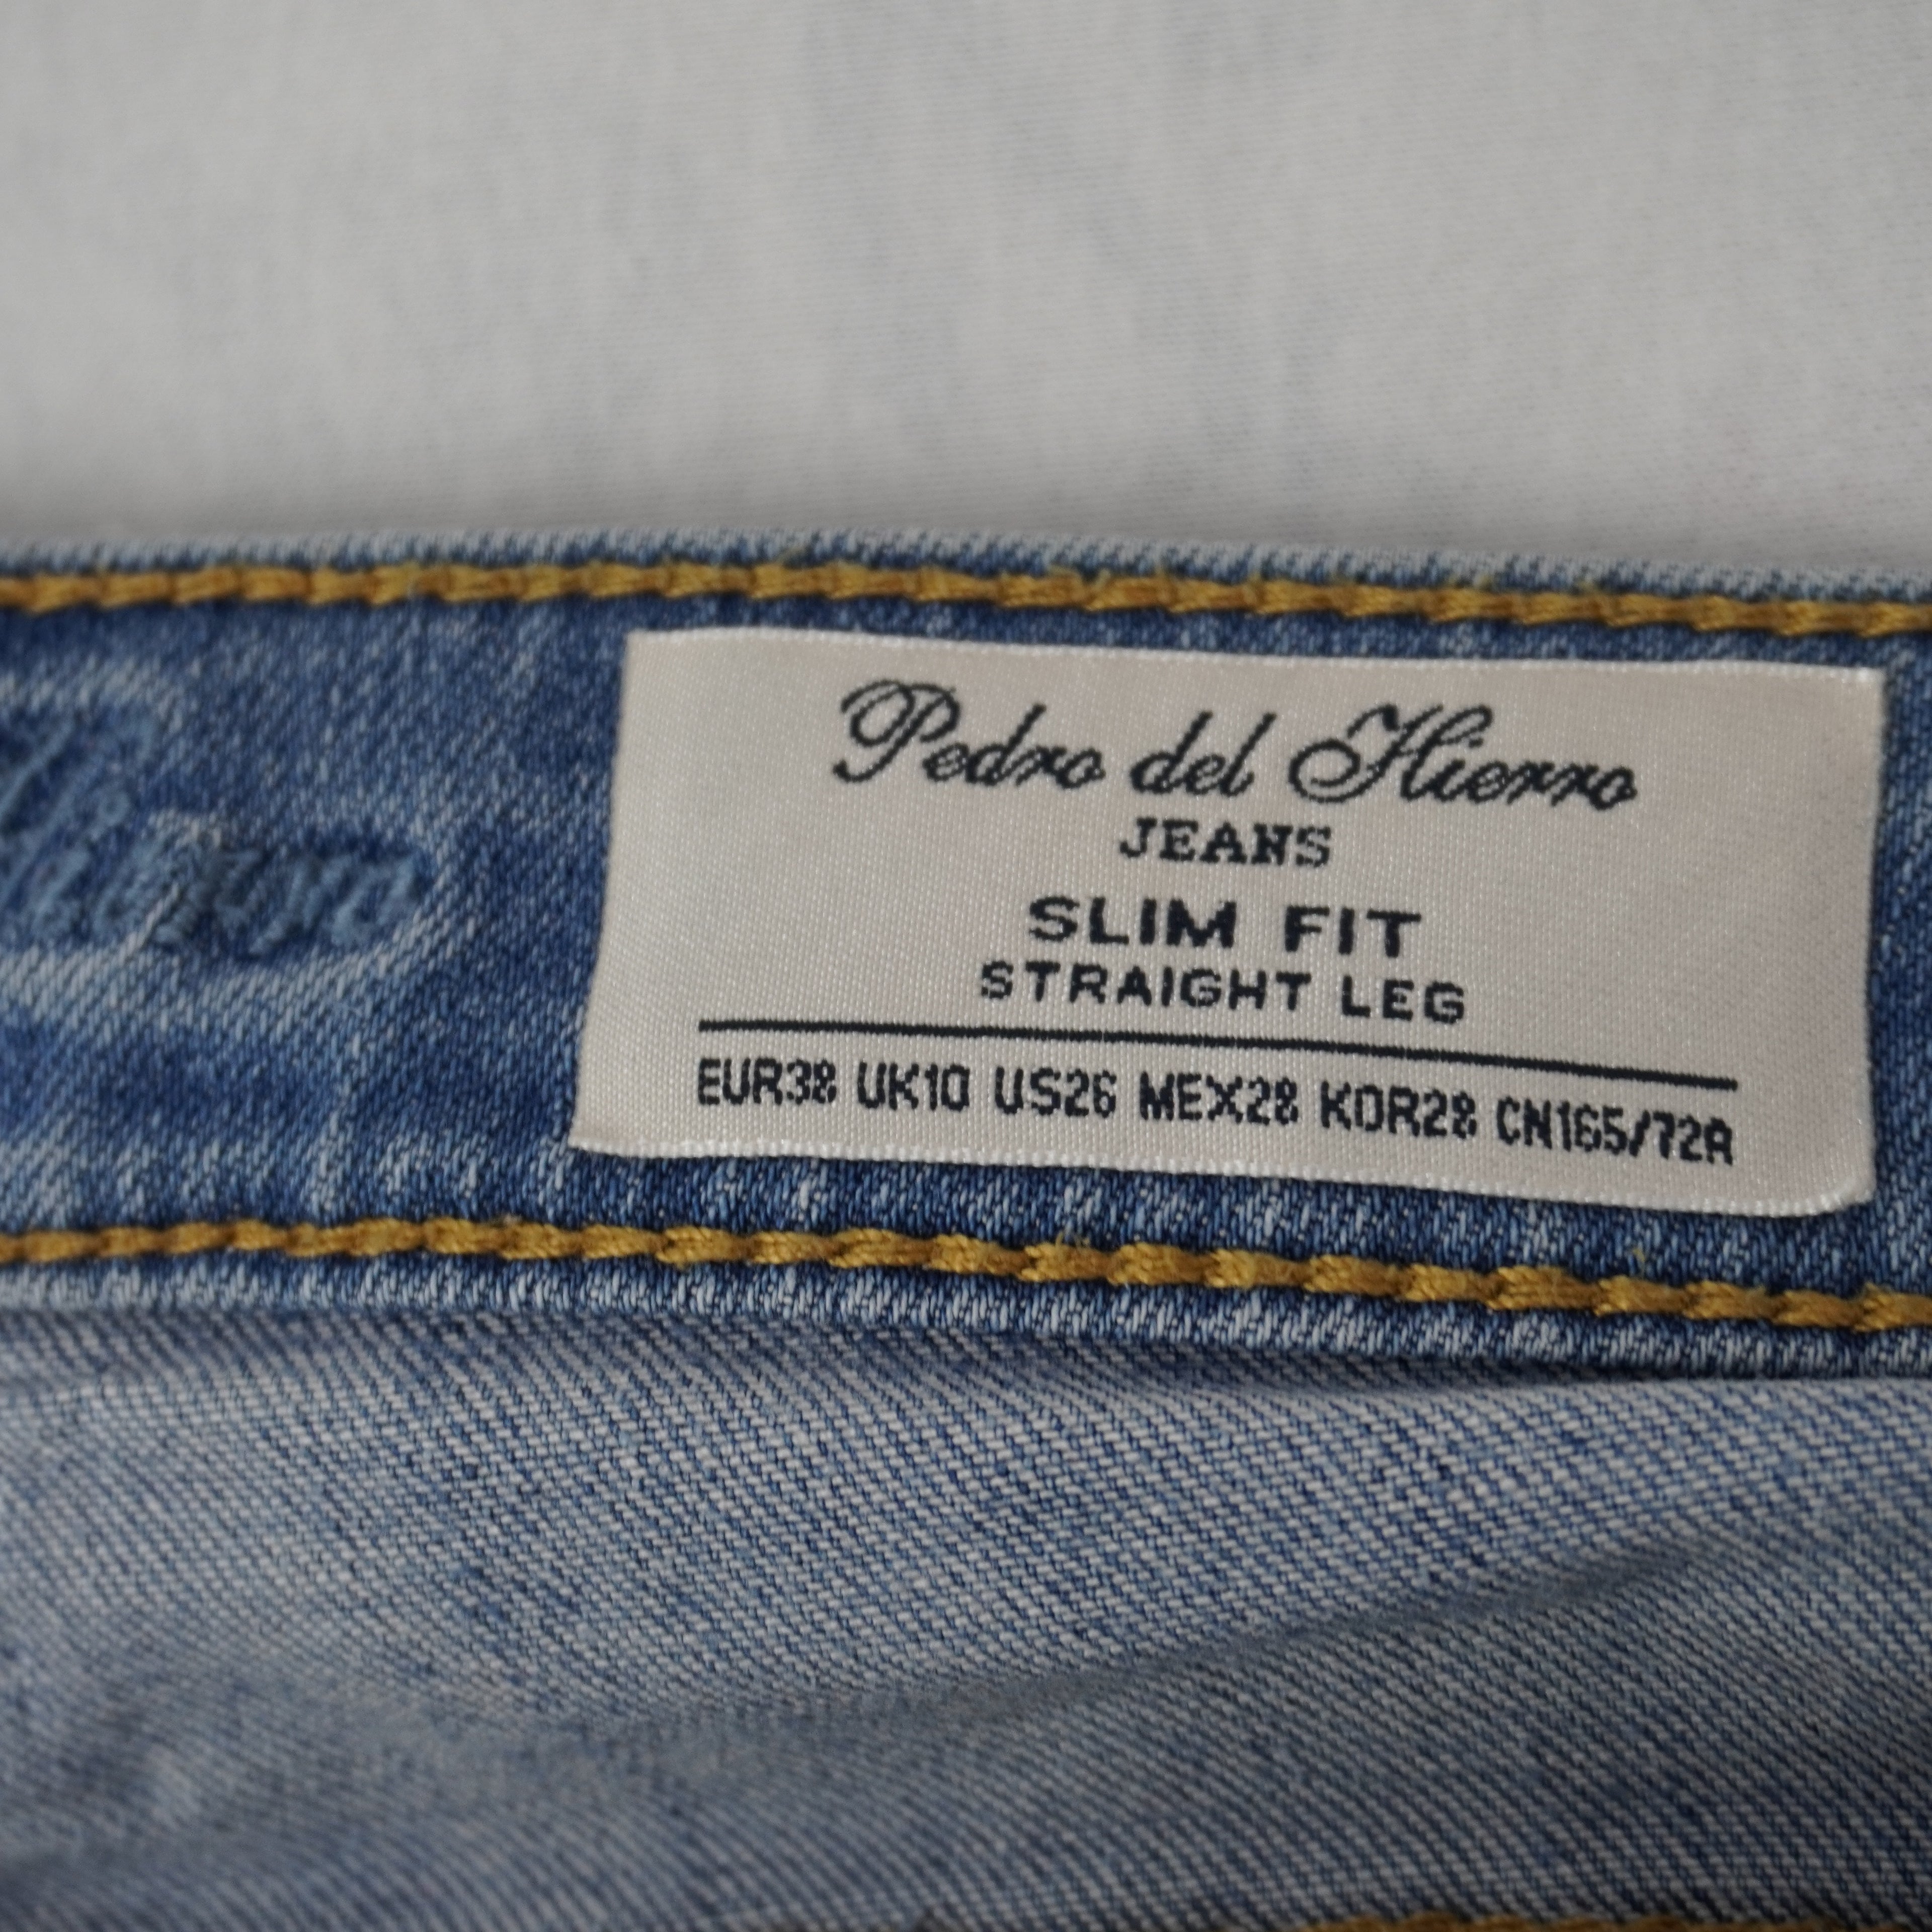 Pedro del Hierro
JEANS
SLIM FIT
STRAIGHT LEG
EUR38 UK10 US26 MEX28 KOR28 CN165/72A